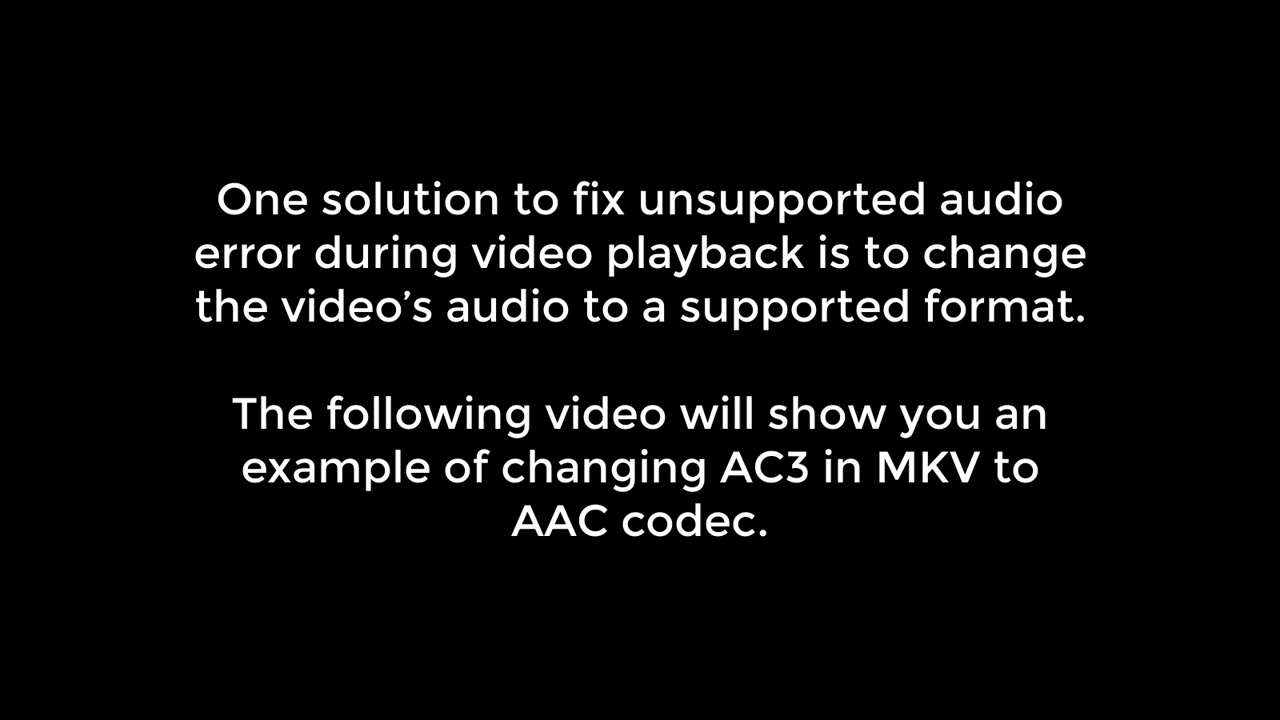 One solution to fix unsupported audio
error during video playback is to change
the video’s audio to a supported format.
The following video will show you an
example of changing AC3 in MKV to
AAC codec.